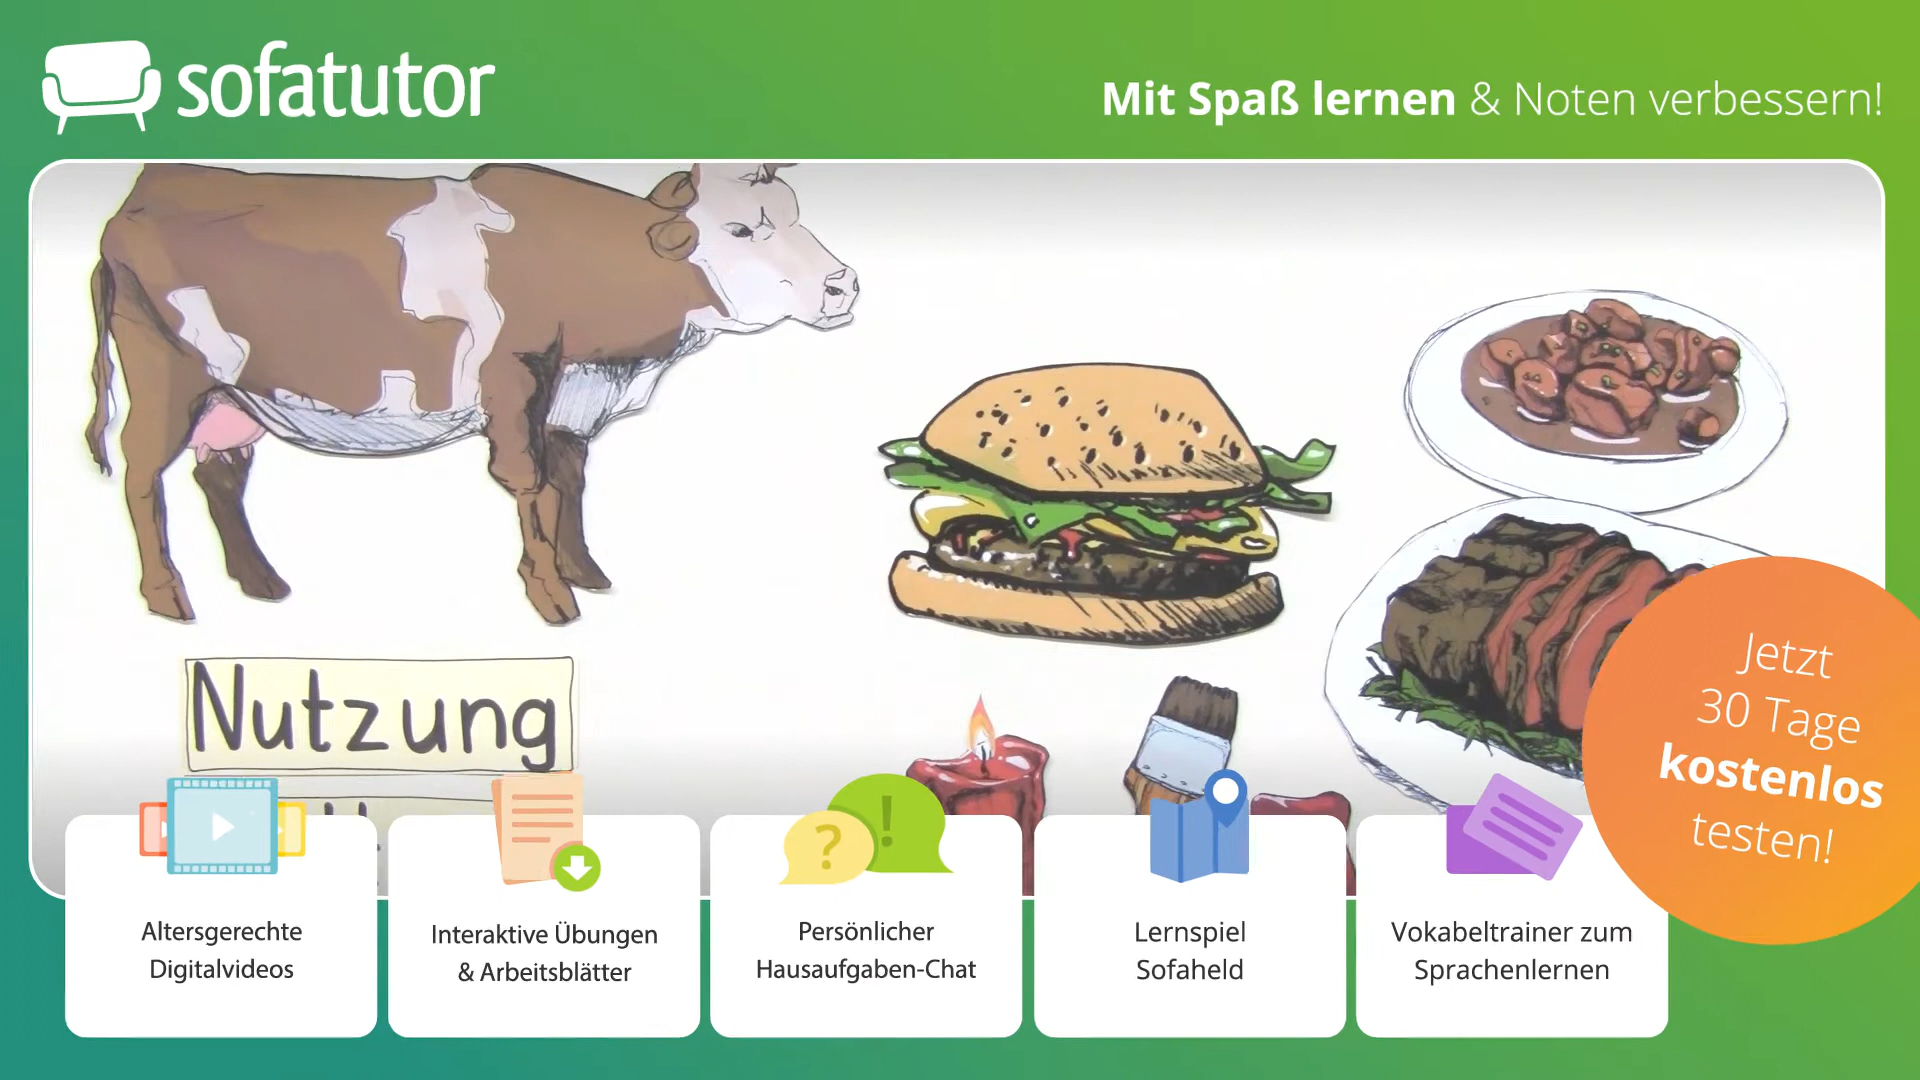 sofatutor
Mit Spaß lernen & Noten verbessern!
Nutzung
Jetzt
30 Tage
kostenlos
testen!
?
!
Altersgerechte
Digitalvideos
Interaktive Übungen
& Arbeitsblätter
Persönlicher
Hausaufgaben-Chat
Lernspiel
Sofaheld
Vokabeltrainer zum
Sprachenlernen